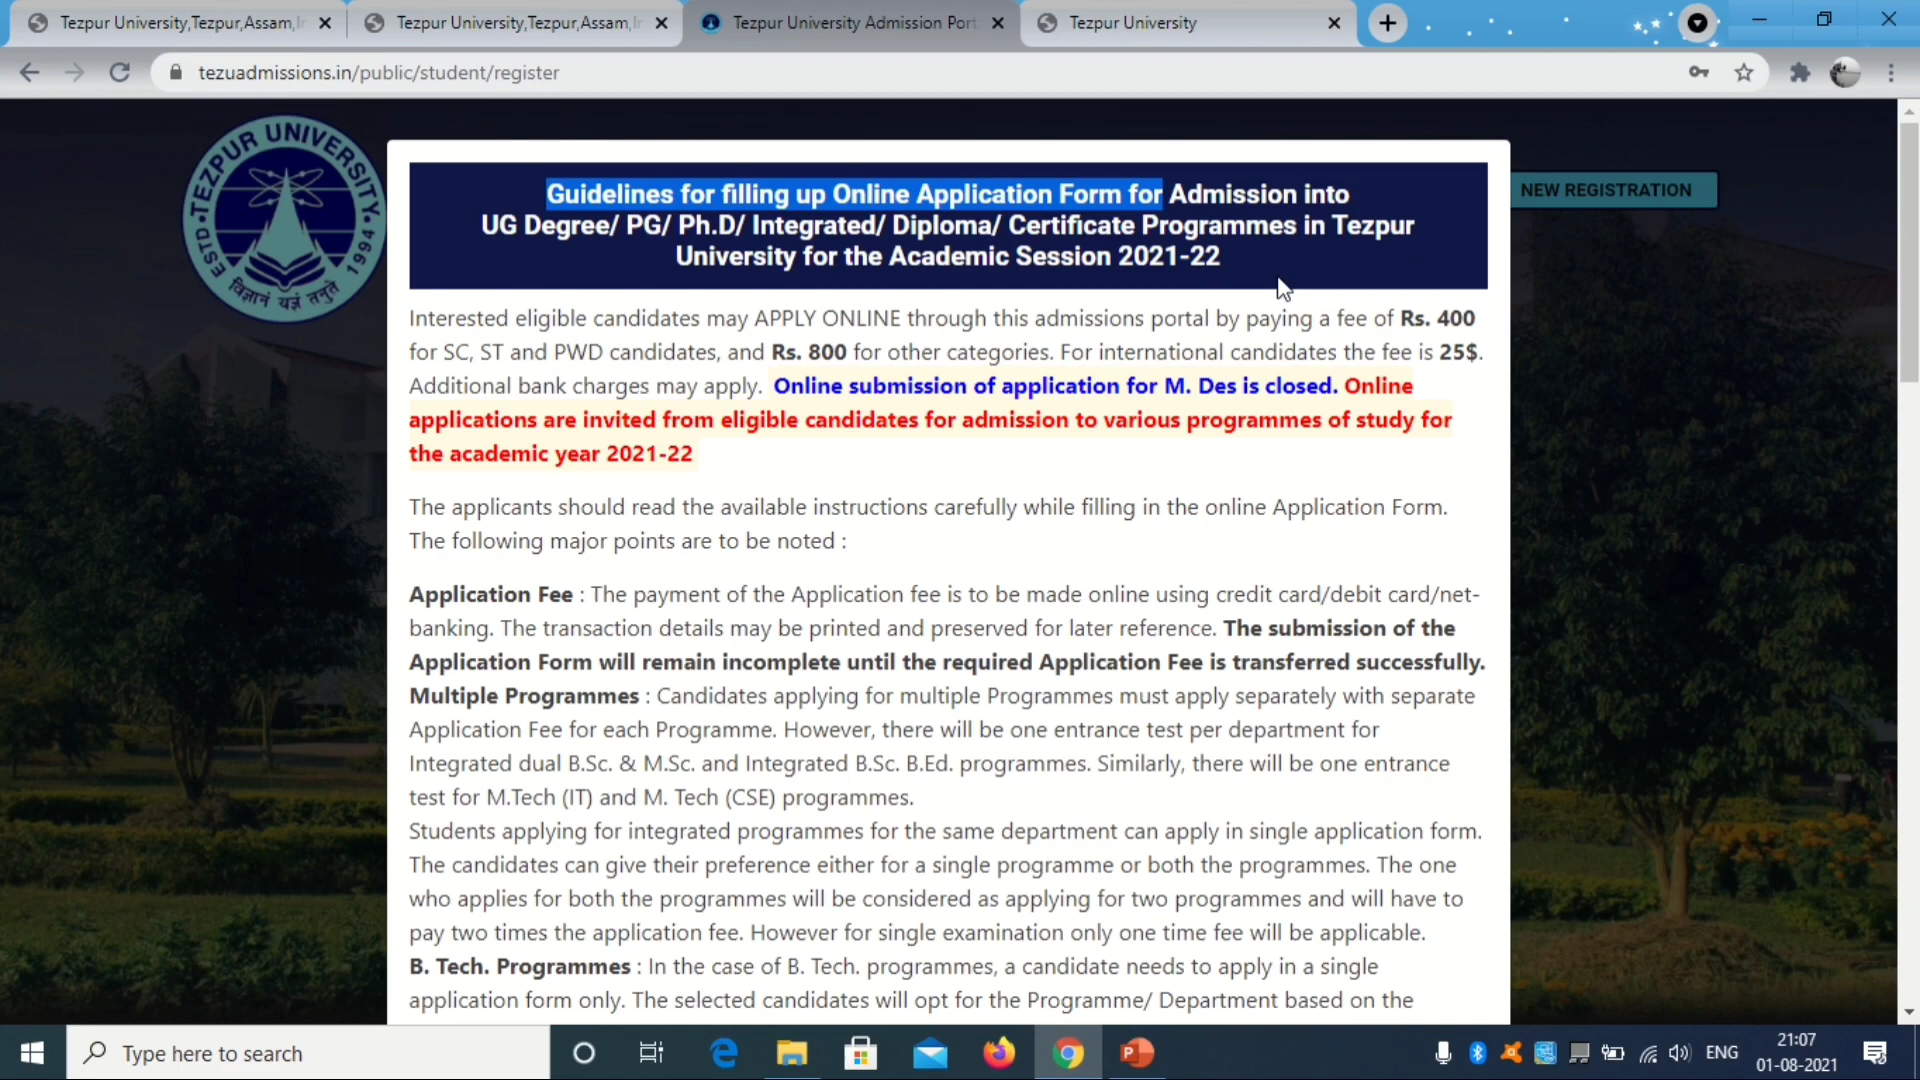 Tezpur University,Tezpur,Assam,I
Tezpur University,Tezpur,Assam,I
Tezpur University Admission Port
Tezpur University
tezuadmissions.in/public/student/register
TEZPUR UNIVERSITY
ESTD 1994
विज्ञानं यज्ञं तनुते
NEW REGISTRATION
Guidelines for filling up Online Application Form for Admission into
UG Degree/ PG/ Ph.D/ Integrated/ Diploma/ Certificate Programmes in Tezpur
University for the Academic Session 2021-22
Interested eligible candidates may APPLY ONLINE through this admissions portal by paying a fee of Rs. 400
for SC, ST and PWD candidates, and Rs. 800 for other categories. For international candidates the fee is 25$.
Additional bank charges may apply. Online submission of application for M. Des is closed. Online
applications are invited from eligible candidates for admission to various programmes of study for
the academic year 2021-22
The applicants should read the available instructions carefully while filling in the online Application Form.
The following major points are to be noted :
Application Fee : The payment of the Application fee is to be made online using credit card/debit card/net-
banking. The transaction details may be printed and preserved for later reference. The submission of the
Application Form will remain incomplete until the required Application Fee is transferred successfully.
Multiple Programmes : Candidates applying for multiple Programmes must apply separately with separate
Application Fee for each Programme. However, there will be one entrance test per department for
Integrated dual B.Sc. & M.Sc. and Integrated B.Sc. B.Ed. programmes. Similarly, there will be one entrance
test for M.Tech (IT) and M. Tech (CSE) programmes.
Students applying for integrated programmes for the same department can apply in single application form.
The candidates can give their preference either for a single programme or both the programmes. The one
who applies for both the programmes will be considered as applying for two programmes and will have to
pay two times the application fee. However for single examination only one time fee will be applicable.
B. Tech. Programmes : In the case of B. Tech. programmes, a candidate needs to apply in a single
application form only. The selected candidates will opt for the Programme/ Department based on the
Type here to search
ENG
21:07
01-08-2021